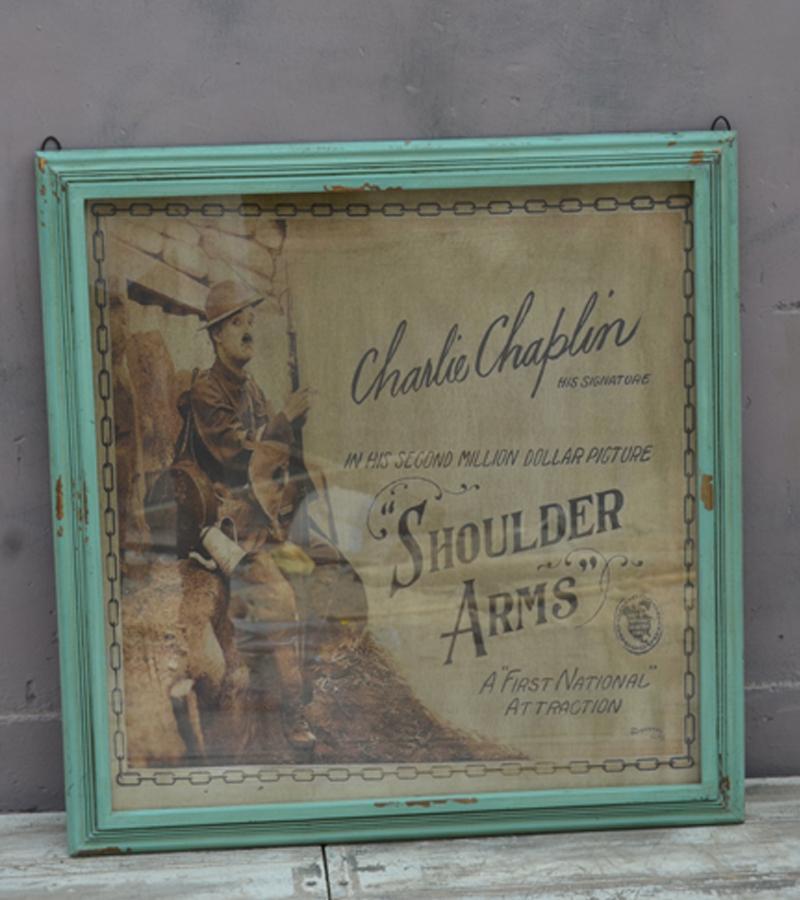 Charlie Chaplin
HIS SIGNATURE
IN HIS SECOND MILLION DOLLAR PICTURE
"SHOULDER
ARMS"
A "FIRST NATIONAL"
ATTRACTION